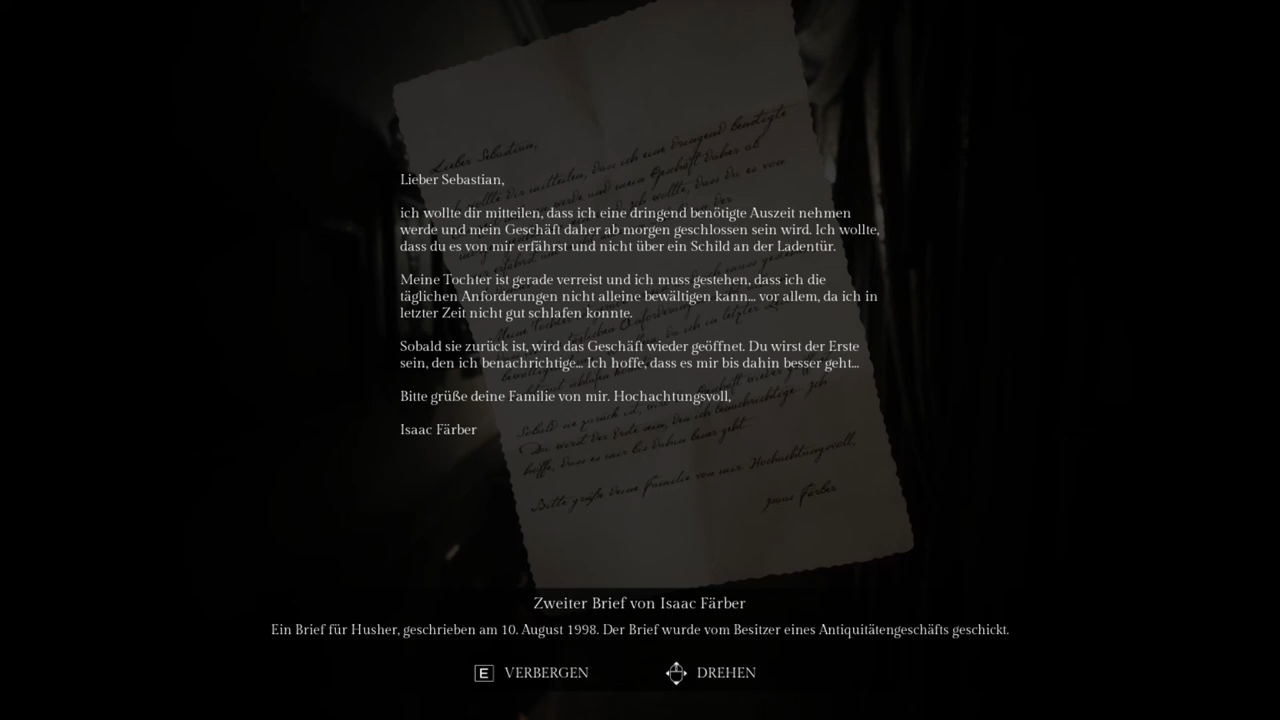 Lieber Sebastian,
ich wollte dir mitteilen, dass ich eine dringend benötigte Auszeit nehmen
werde und mein Geschäft daher ab morgen geschlossen sein wird. Ich wollte,
dass du es von mir erfährst und nicht über ein Schild an der Ladentür.
Meine Tochter ist gerade verreist und ich muss gestehen, dass ich die
täglichen Anforderungen nicht alleine bewältigen kann... vor allem, da ich in
letzter Zeit nicht gut schlafen konnte.
Sobald sie zurück ist, wird das Geschäft wieder geöffnet. Du wirst der Erste
sein, den ich benachrichtige... Ich hoffe, dass es mir bis dahin besser geht...
Bitte grüße deine Familie von mir. Hochachtungsvoll,
Isaac Färber
Zweiter Brief von Isaac Färber
Ein Brief für Husher, geschrieben am 10. August 1998. Der Brief wurde vom Besitzer eines Antiquitätengeschäfts geschickt.
E VERBERGEN DREHEN